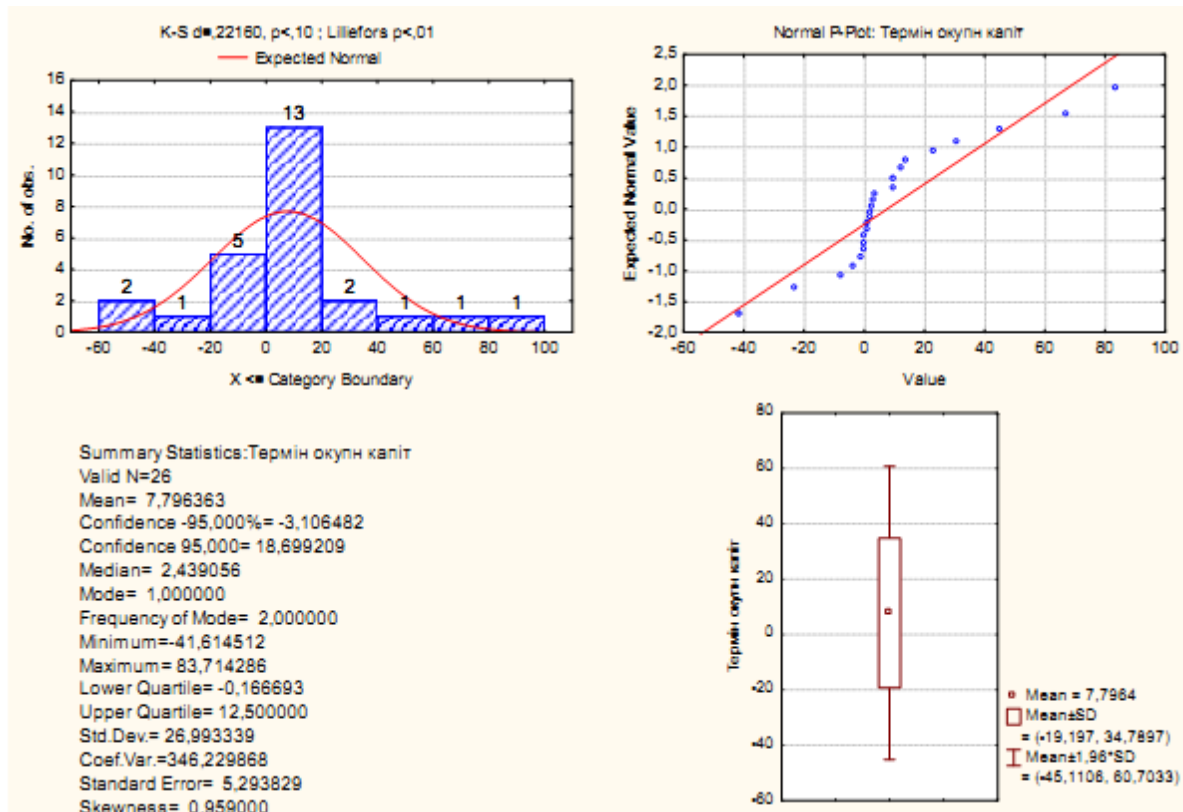 K-S d=,22160, p<,10 ; Lilliefors p<,01
Expected Normal
16
14
12
10
8
6
4
2
0
No. of obs.
2
1
5
13
2
1
1
1
-60 -40 -20 0 20 40 60 80 100
X <= Category Boundary
Normal P-Plot: Термін окупн капіт
2,5
2,0
1,5
1,0
0,5
0,0
-0,5
-1,0
-1,5
-2,0
Expected Normal Value
-60 -40 -20 0 20 40 60 80 100
Value
Summary Statistics:Термін окупн капіт
Valid N=26
Mean= 7,796363
Confidence -95,000%= -3,106482
Confidence 95,000= 18,699209
Median= 2,439056
Mode= 1,000000
Frequency of Mode= 2,000000
Minimum=-41,614512
Maximum= 83,714286
Lower Quartile= -0,166693
Upper Quartile= 12,500000
Std.Dev.= 26,993339
Coef.Var.=346,229868
Standard Error= 5,293829
Skewness= 0,959000
80
60
40
20
0
-20
-40
-60
Термін окупн капіт
Mean = 7,7964
Mean±SD
= (-19,197, 34,7897)
Mean±1,96*SD
= (-45,1106, 60,7033)